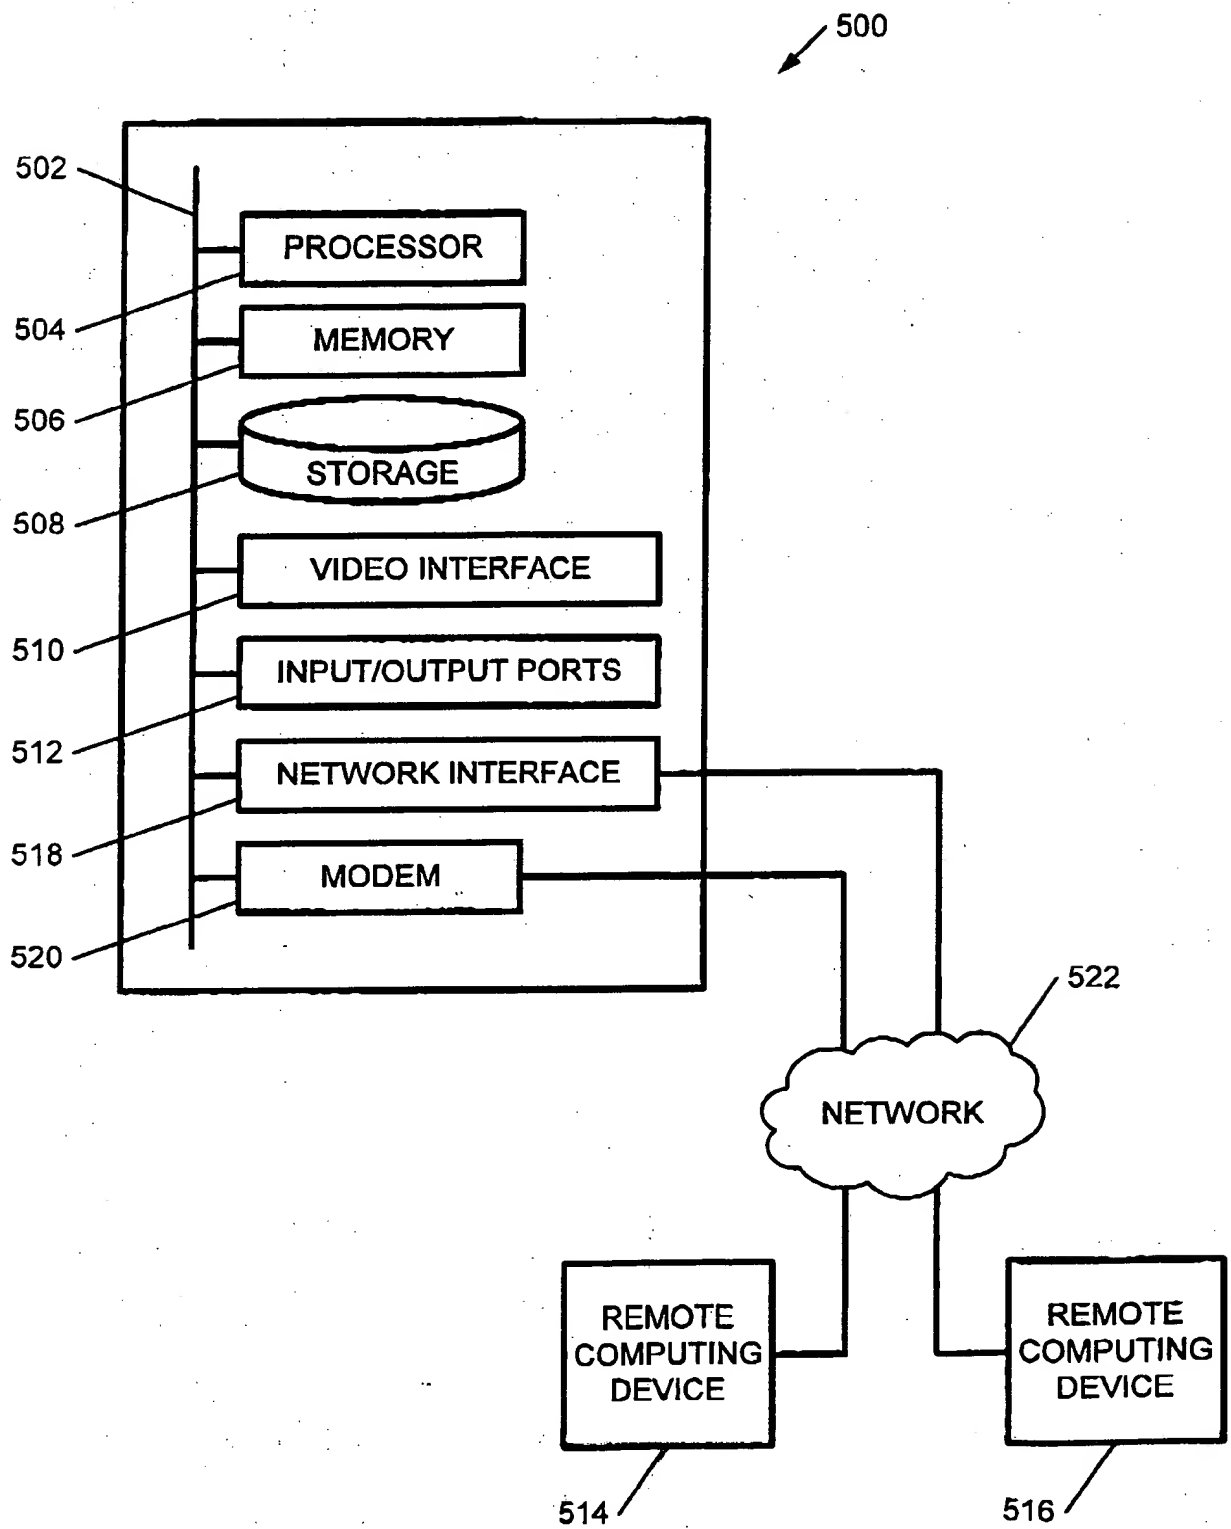 500
502
PROCESSOR
504
MEMORY
506
STORAGE
508
VIDEO INTERFACE
510
INPUT/OUTPUT PORTS
512
NETWORK INTERFACE
518
MODEM
520
522
NETWORK
REMOTE
COMPUTING
DEVICE
REMOTE
COMPUTING
DEVICE
514
516